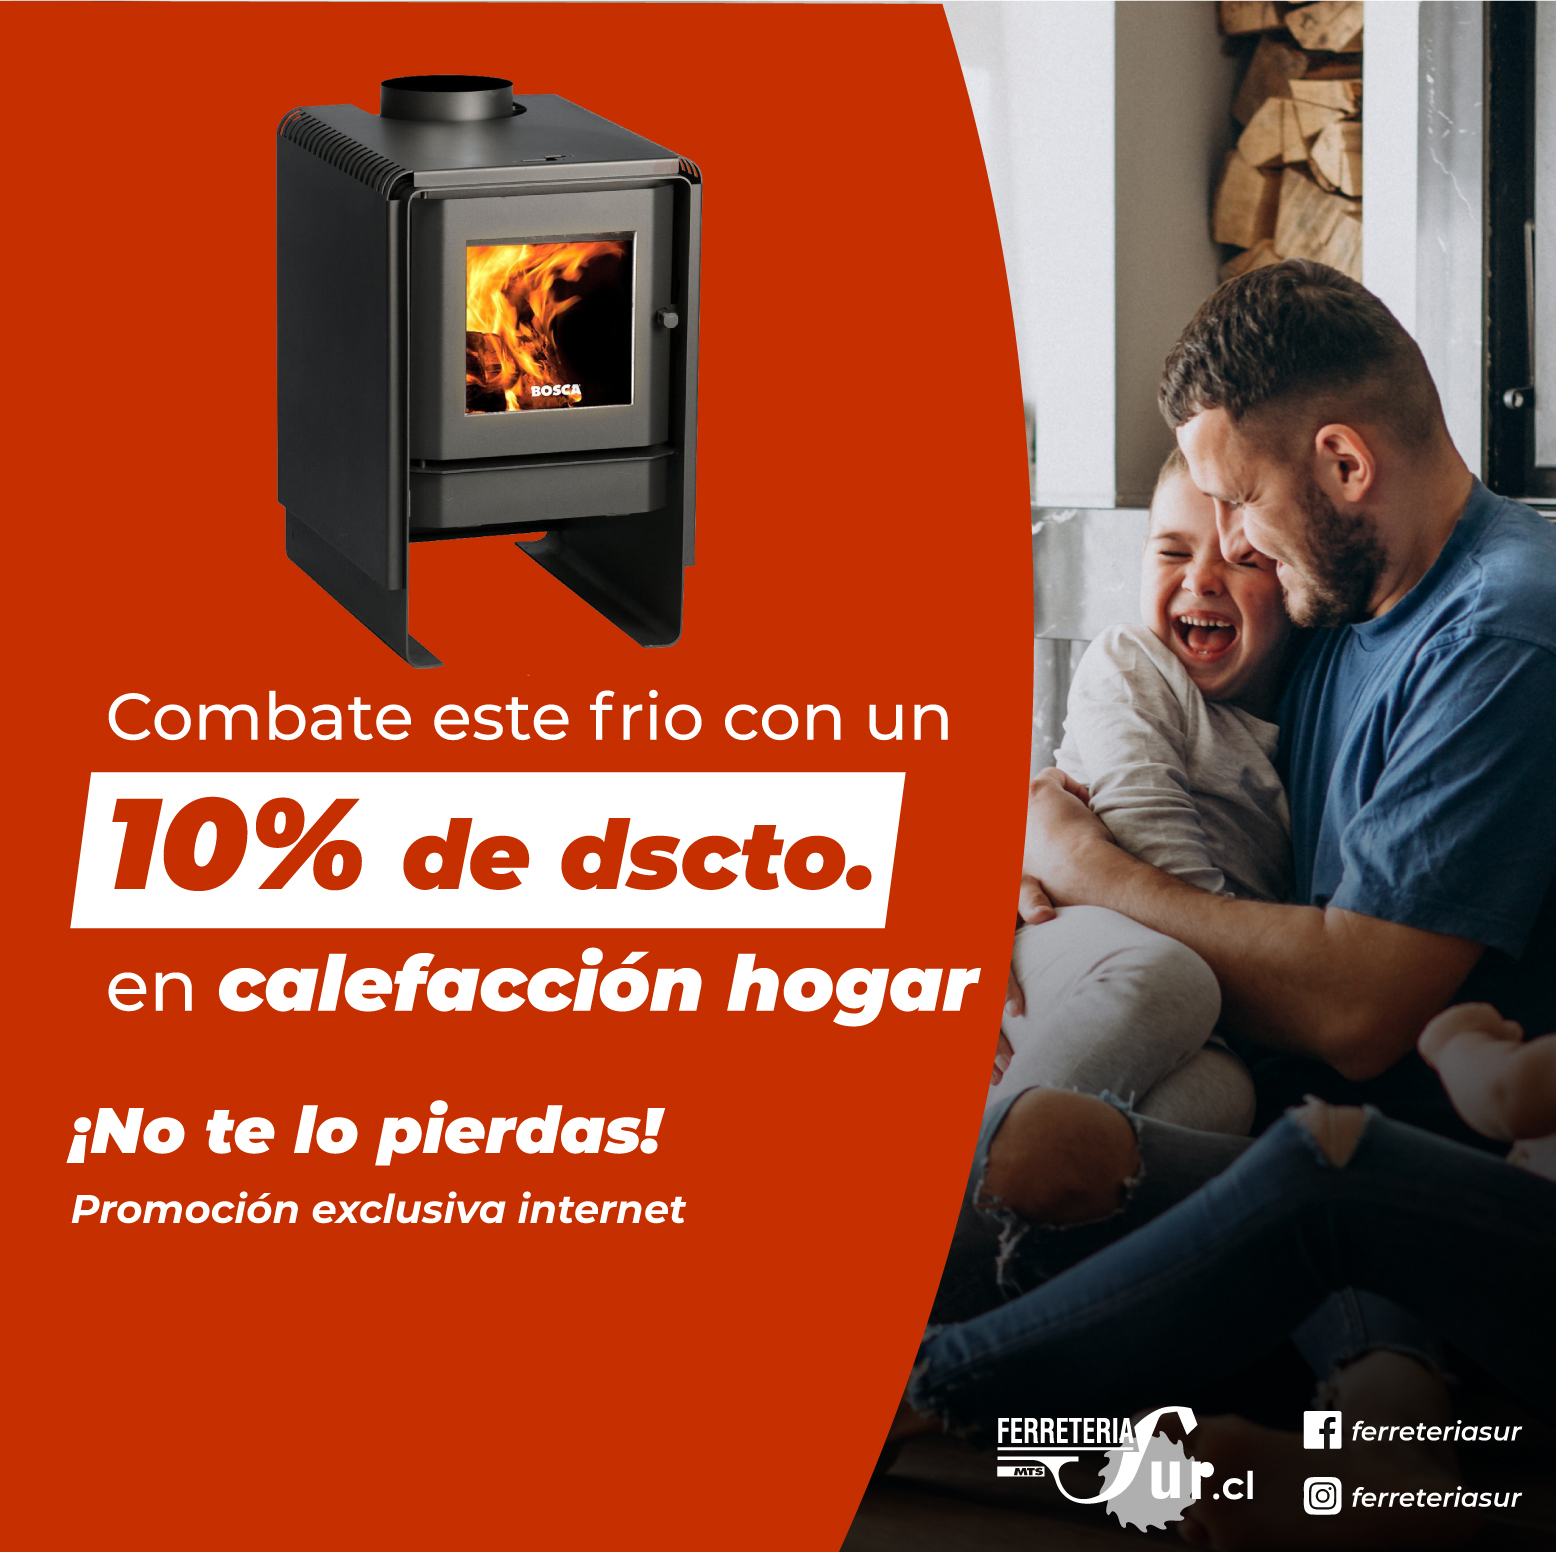 BOSCA
Combate este frio con un
10% de dscto.
en calefacción hogar
¡No te lo pierdas!
Promoción exclusiva internet
FERRETERIA
MTS
Sur.cl
ferreteriasur
ferreteriasur